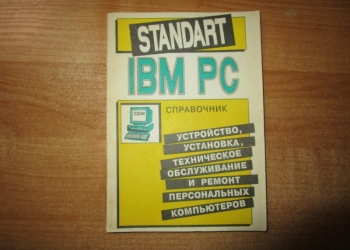 STANDART
IBM PC
СПРАВОЧНИК
УСТРОЙСТВО,
УСТАНОВКА,
ТЕХНИЧЕСКОЕ
ОБСЛУЖИВАНИЕ
И РЕМОНТ
ПЕРСОНАЛЬНЫХ
КОМПЬЮТЕРОВ